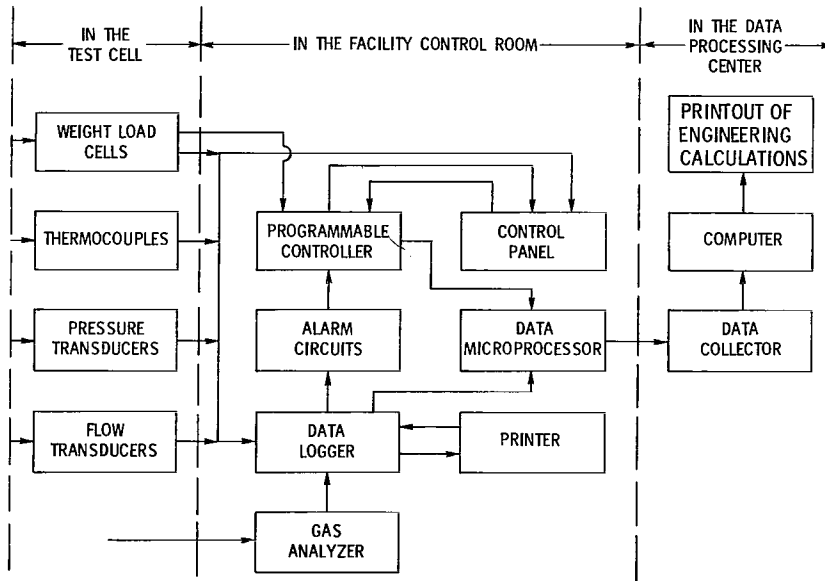 IN THE
TEST CELL
IN THE FACILITY CONTROL ROOM
IN THE DATA
PROCESSING
CENTER
WEIGHT LOAD
CELLS
THERMOCOUPLES
PRESSURE
TRANSDUCERS
FLOW
TRANSDUCERS
PROGRAMMABLE
CONTROLLER
CONTROL
PANEL
ALARM
CIRCUITS
DATA
MICROPROCESSOR
DATA
LOGGER
PRINTER
GAS
ANALYZER
PRINTOUT OF
ENGINEERING
CALCULATIONS
COMPUTER
DATA
COLLECTOR